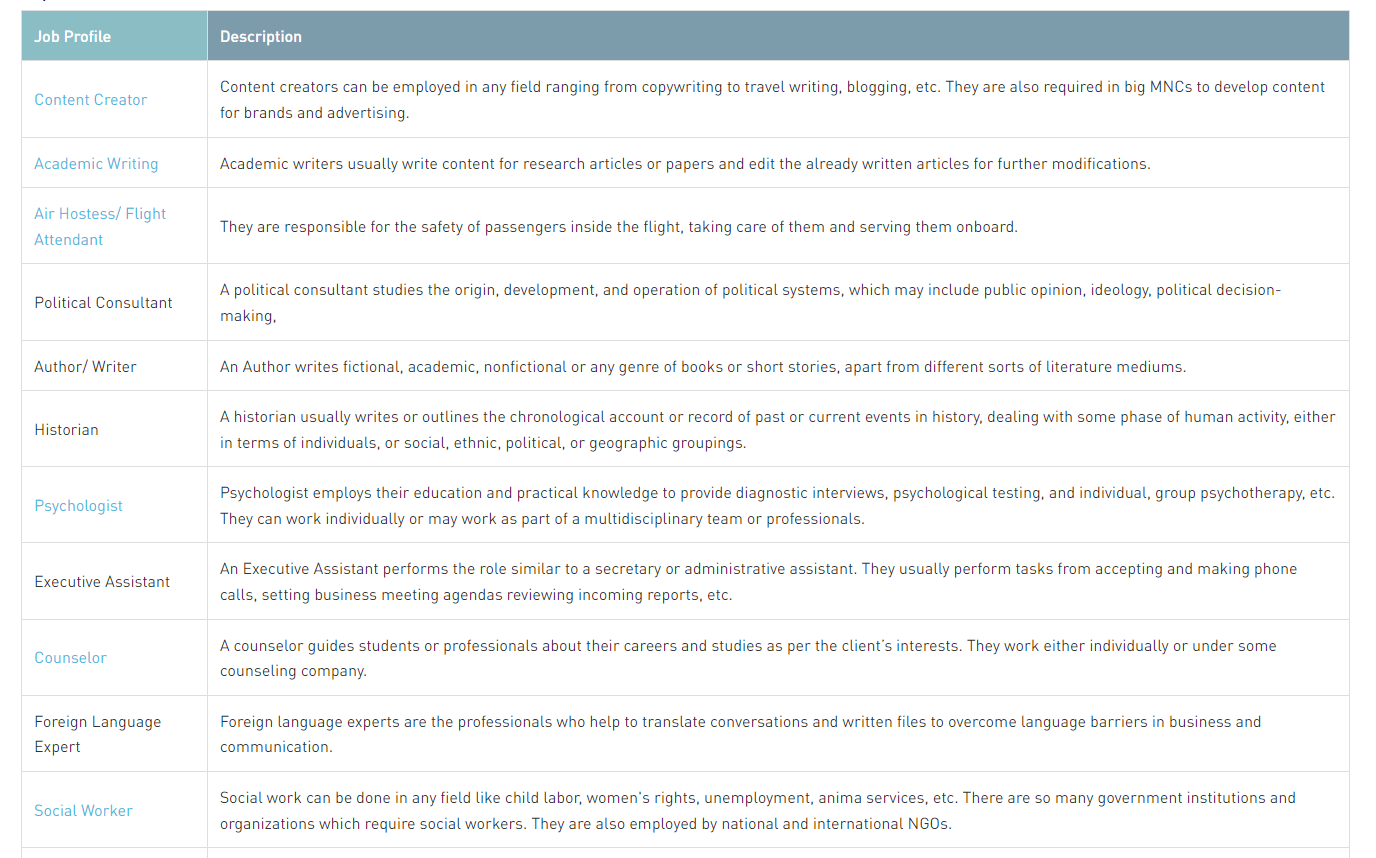 Job Profile
Description
Content Creator
Content creators can be employed in any field ranging from copywriting to travel writing, blogging, etc. They are also required in big MNCs to develop content
for brands and advertising.
Academic Writing
Academic writers usually write content for research articles or papers and edit the already written articles for further modifications.
Air Hostess/ Flight
Attendant
They are responsible for the safety of passengers inside the flight, taking care of them and serving them onboard.
Political Consultant
A political consultant studies the origin, development, and operation of political systems, which may include public opinion, ideology, political decision-
making,
Author/ Writer
An Author writes fictional, academic, nonfictional or any genre of books or short stories, apart from different sorts of literature mediums.
Historian
A historian usually writes or outlines the chronological account or record of past or current events in history, dealing with some phase of human activity, either
in terms of individuals, or social, ethnic, political, or geographic groupings.
Psychologist
Psychologist employs their education and practical knowledge to provide diagnostic interviews, psychological testing, and individual, group psychotherapy, etc.
They can work individually or may work as part of a multidisciplinary team or professionals.
Executive Assistant
An Executive Assistant performs the role similar to a secretary or administrative assistant. They usually perform tasks from accepting and making phone
calls, setting business meeting agendas reviewing incoming reports, etc.
Counselor
A counselor guides students or professionals about their careers and studies as per the client’s interests. They work either individually or under some
counseling company.
Foreign Language
Expert
Foreign language experts are the professionals who help to translate conversations and written files to overcome language barriers in business and
communication.
Social Worker
Social work can be done in any field like child labor, women's rights, unemployment, anima services, etc. There are so many government institutions and
organizations which require social workers. They are also employed by national and international NGOs.